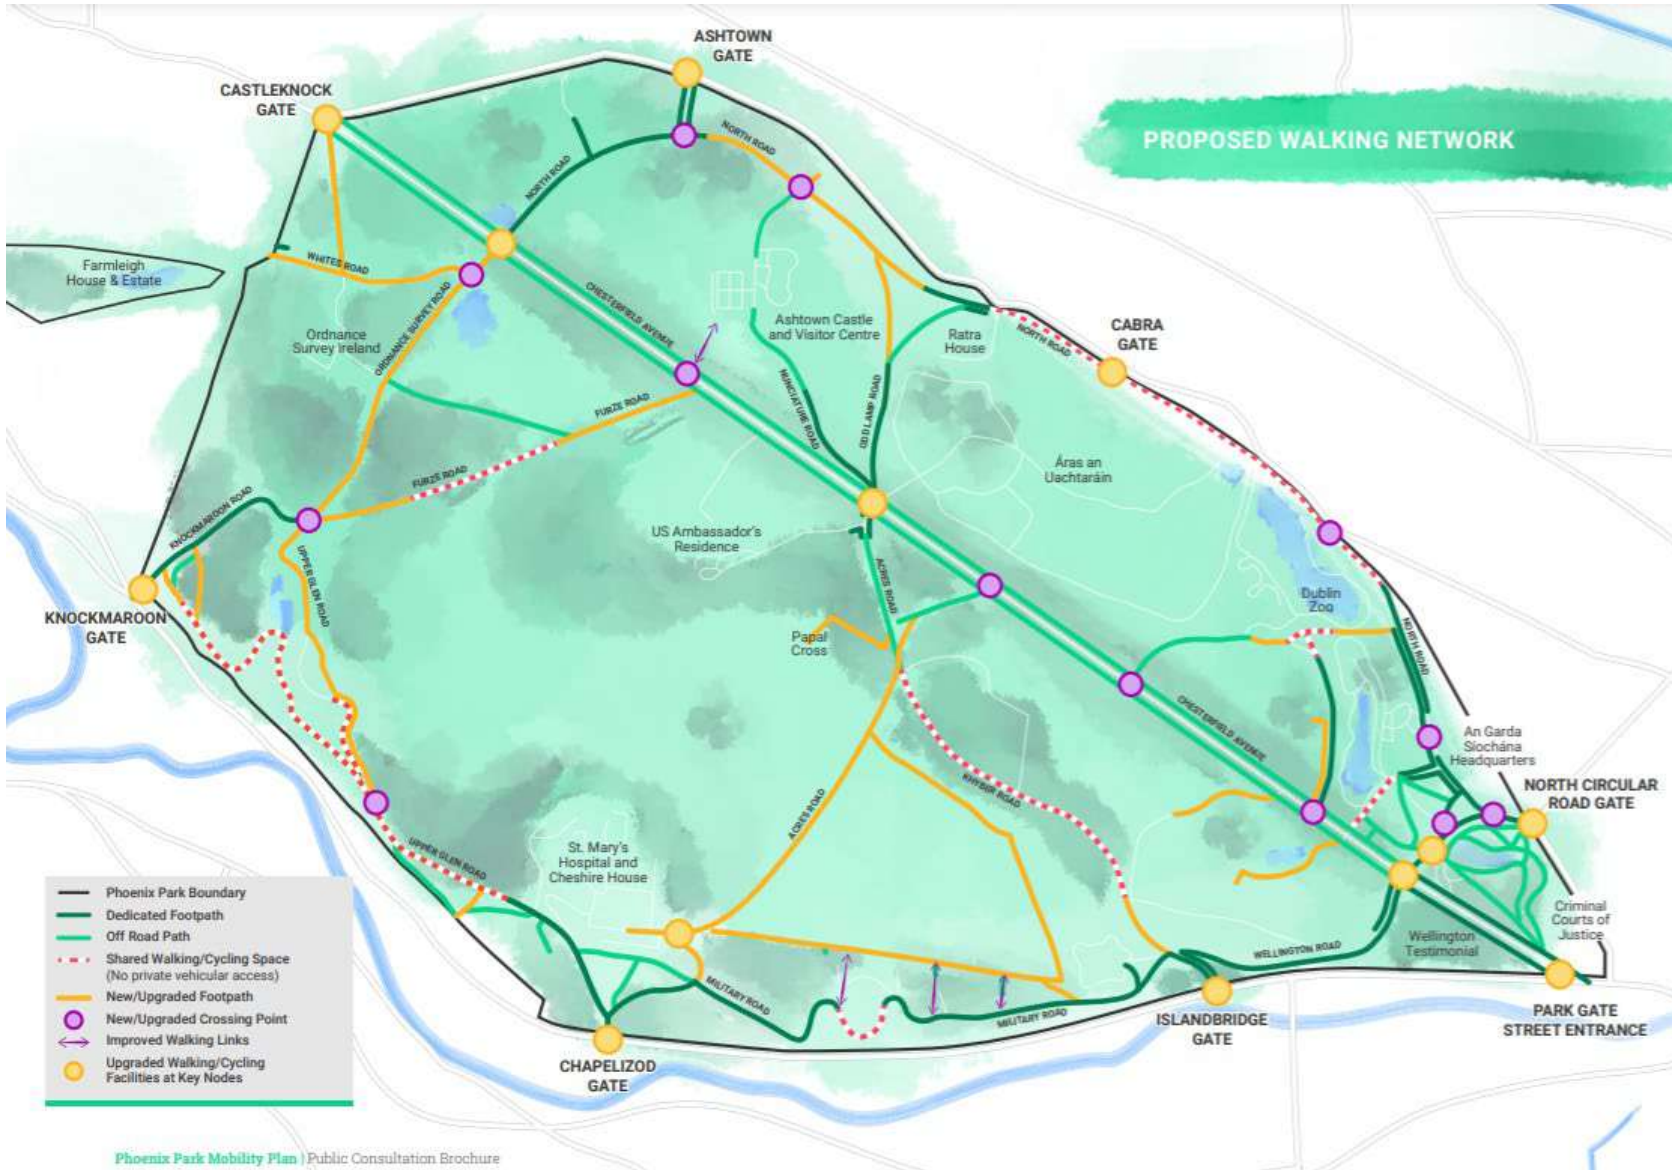 ASHTOWN
GATE
CASTLEKNOCK
GATE
PROPOSED WALKING NETWORK
NORTH ROAD
NORTH ROAD
Farmleigh
House & Estate
WHITES ROAD
ORDNANCE SURVEY ROAD
Ordnance
Survey Ireland
CHESTERFIELD AVENUE
Ashtown Castle
and Visitor Centre
Ratra
House
NORTH ROAD
CABRA
GATE
NUNCIATURE ROAD
ODD LAMP ROAD
FURZE ROAD
FURZE ROAD
Áras an
Uachtaráin
KNOCKMAROON ROAD
US Ambassador's
Residence
UPPER GLEN ROAD
ACRES ROAD
KNOCKMAROON
GATE
Dublin
Zoo
Papal
Cross
NORTH ROAD
CHESTERFIELD AVENUE
An Garda
Síochána
Headquarters
KHYBER ROAD
NORTH CIRCULAR
ROAD GATE
ACRES ROAD
UPPER GLEN ROAD
St. Mary's
Hospital and
Cheshire House
Criminal
Courts of
Justice
Wellington
Testimonial
WELLINGTON ROAD
MILITARY ROAD
MILITARY ROAD
ISLANDBRIDGE
GATE
PARK GATE
STREET ENTRANCE
CHAPELIZOD
GATE
Phoenix Park Boundary
Dedicated Footpath
Off Road Path
Shared Walking/Cycling Space
(No private vehicular access)
New/Upgraded Footpath
New/Upgraded Crossing Point
Improved Walking Links
Upgraded Walking/Cycling
Facilities at Key Nodes
Phoenix Park Mobility Plan | Public Consultation Brochure